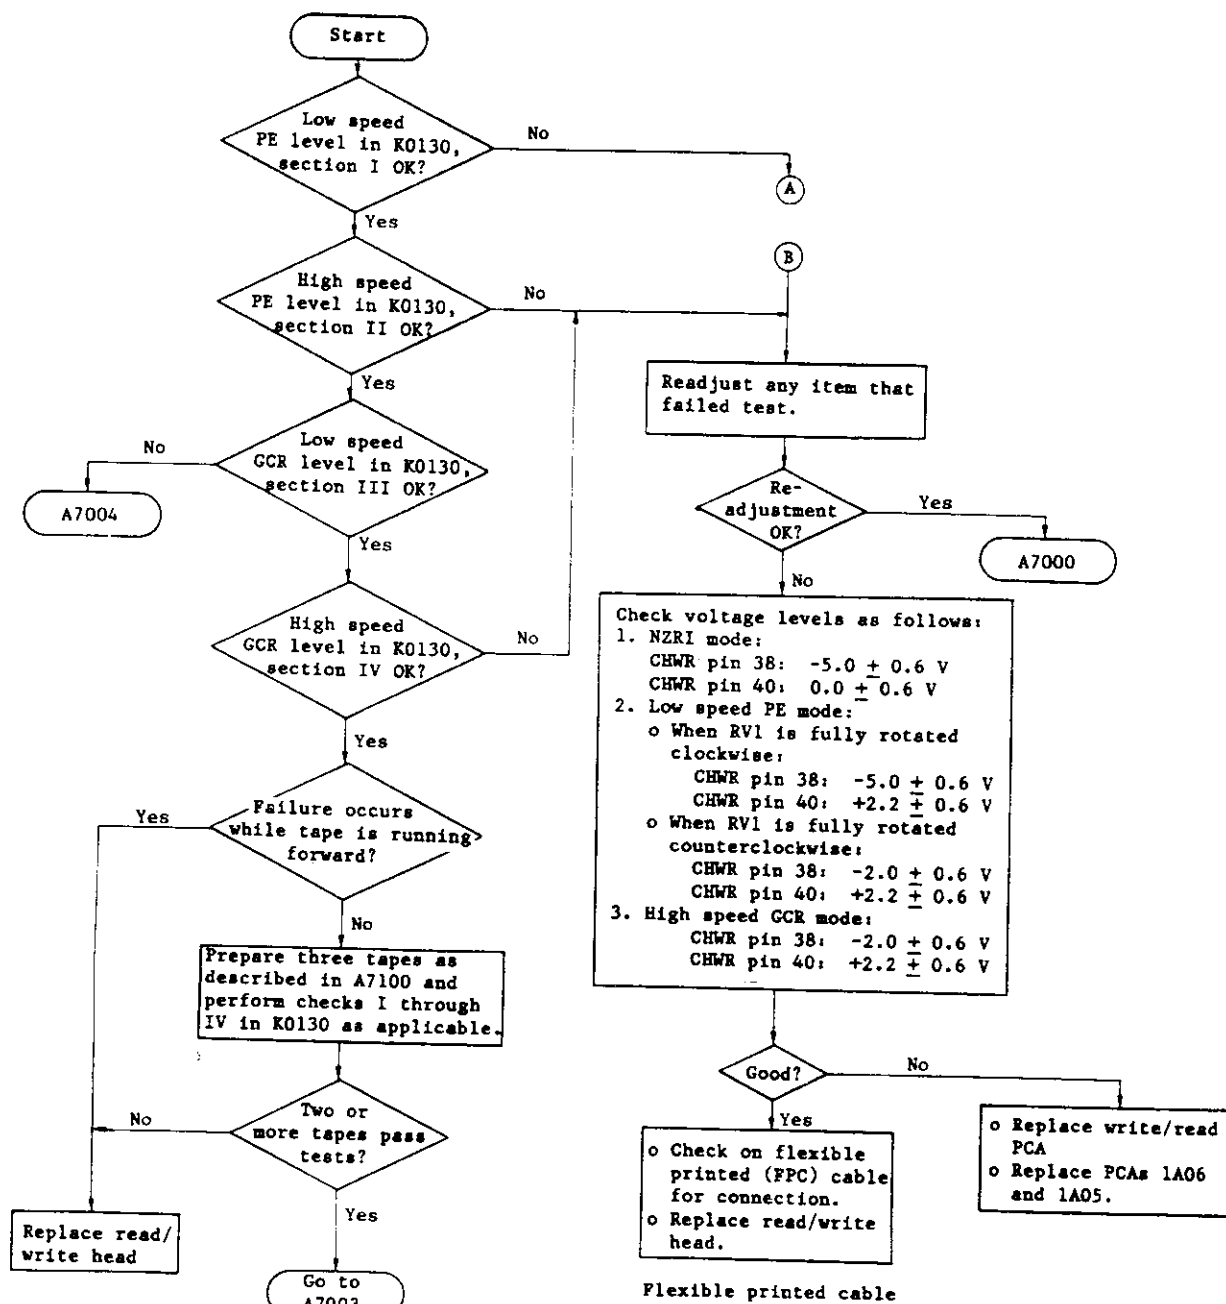 Start
Low speed
PE level in K0130,
section I OK?
No
A
Yes
B
High speed
PE level in K0130,
section II OK?
No
Yes
Readjust any item that
failed test.
Low speed
GCR level in K0130,
section III OK?
No
A7004
Yes
Re-
adjustment
OK?
Yes
A7000
No
High speed
GCR level in K0130,
section IV OK?
No
Yes
Check voltage levels as follows:
1. NZRI mode:
CHWR pin 38: -5.0 ± 0.6 V
CHWR pin 40: 0.0 ± 0.6 V
2. Low speed PE mode:
o When RV1 is fully rotated
clockwise:
CHWR pin 38: -5.0 ± 0.6 V
CHWR pin 40: +2.2 ± 0.6 V
o When RV1 is fully rotated
counterclockwise:
CHWR pin 38: -2.0 ± 0.6 V
CHWR pin 40: +2.2 ± 0.6 V
3. High speed GCR mode:
CHWR pin 38: -2.0 ± 0.6 V
CHWR pin 40: +2.2 ± 0.6 V
Failure occurs
while tape is running
forward?
Yes
No
Prepare three tapes as
described in A7100 and
perform checks I through
IV in K0130 as applicable.
Two or
more tapes pass
tests?
No
Yes
Replace read/
write head
Go to
A7003
Good?
No
Yes
o Check on flexible
printed (FPC) cable
for connection.
o Replace read/write
head.
o Replace write/read
PCA
o Replace PCAs 1A06
and 1A05.
Flexible printed cable